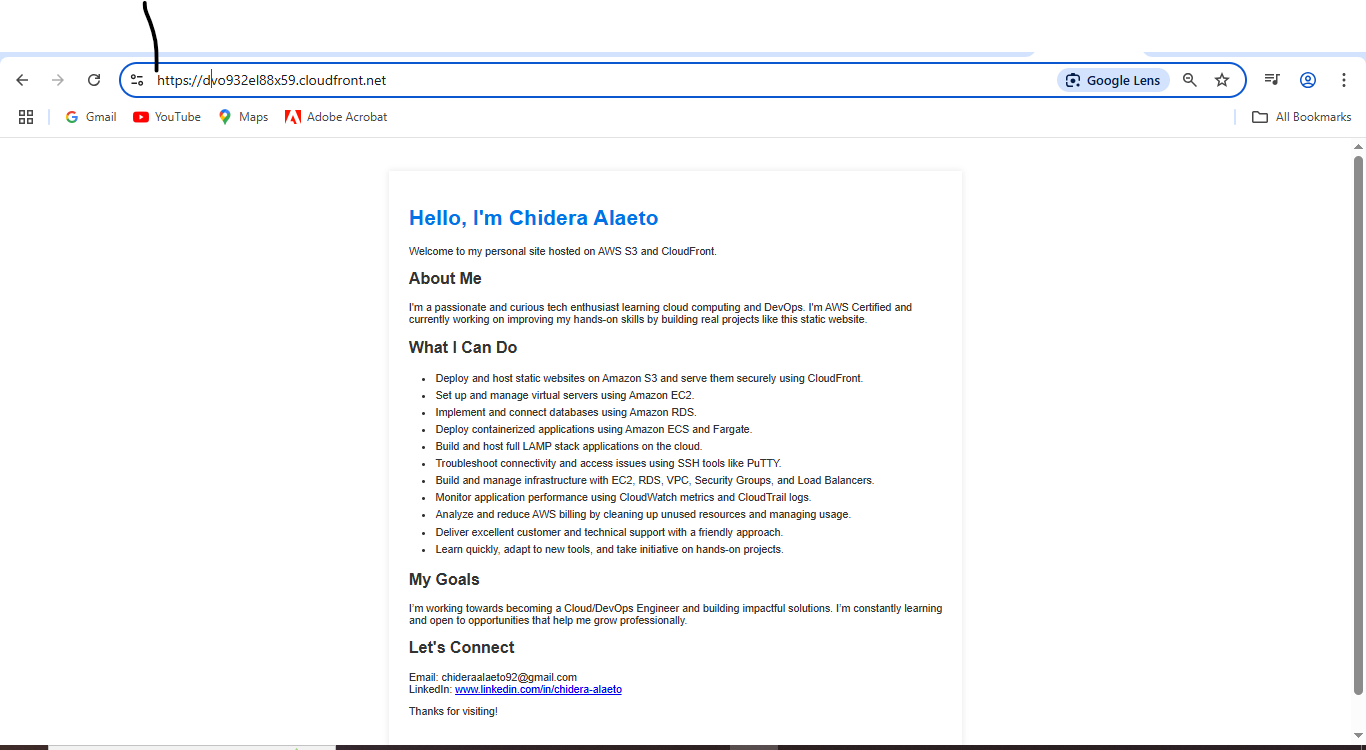 https://dvo932el88x59.cloudfront.net
Google Lens
Gmail
YouTube
Maps
Adobe Acrobat
All Bookmarks
Hello, I'm Chidera Alaeto
Welcome to my personal site hosted on AWS S3 and CloudFront.
About Me
I'm a passionate and curious tech enthusiast learning cloud computing and DevOps. I'm AWS Certified and
currently working on improving my hands-on skills by building real projects like this static website.
What I Can Do
• Deploy and host static websites on Amazon S3 and serve them securely using CloudFront.
• Set up and manage virtual servers using Amazon EC2.
• Implement and connect databases using Amazon RDS.
• Deploy containerized applications using Amazon ECS and Fargate.
• Build and host full LAMP stack applications on the cloud.
• Troubleshoot connectivity and access issues using SSH tools like PuTTY.
• Build and manage infrastructure with EC2, RDS, VPC, Security Groups, and Load Balancers.
• Monitor application performance using CloudWatch metrics and CloudTrail logs.
• Analyze and reduce AWS billing by cleaning up unused resources and managing usage.
• Deliver excellent customer and technical support with a friendly approach.
• Learn quickly, adapt to new tools, and take initiative on hands-on projects.
My Goals
I'm working towards becoming a Cloud/DevOps Engineer and building impactful solutions. I'm constantly learning
and open to opportunities that help me grow professionally.
Let's Connect
Email: chideraalaeto92@gmail.com
LinkedIn: www.linkedin.com/in/chidera-alaeto
Thanks for visiting!